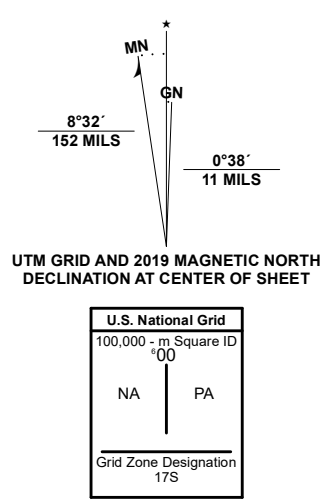 ★
MN
GN
8°32´
152 MILS
0°38´
11 MILS
UTM GRID AND 2019 MAGNETIC NORTH
DECLINATION AT CENTER OF SHEET
U.S. National Grid
100,000 - m Square ID
⁶00
NA PA
Grid Zone Designation
17S